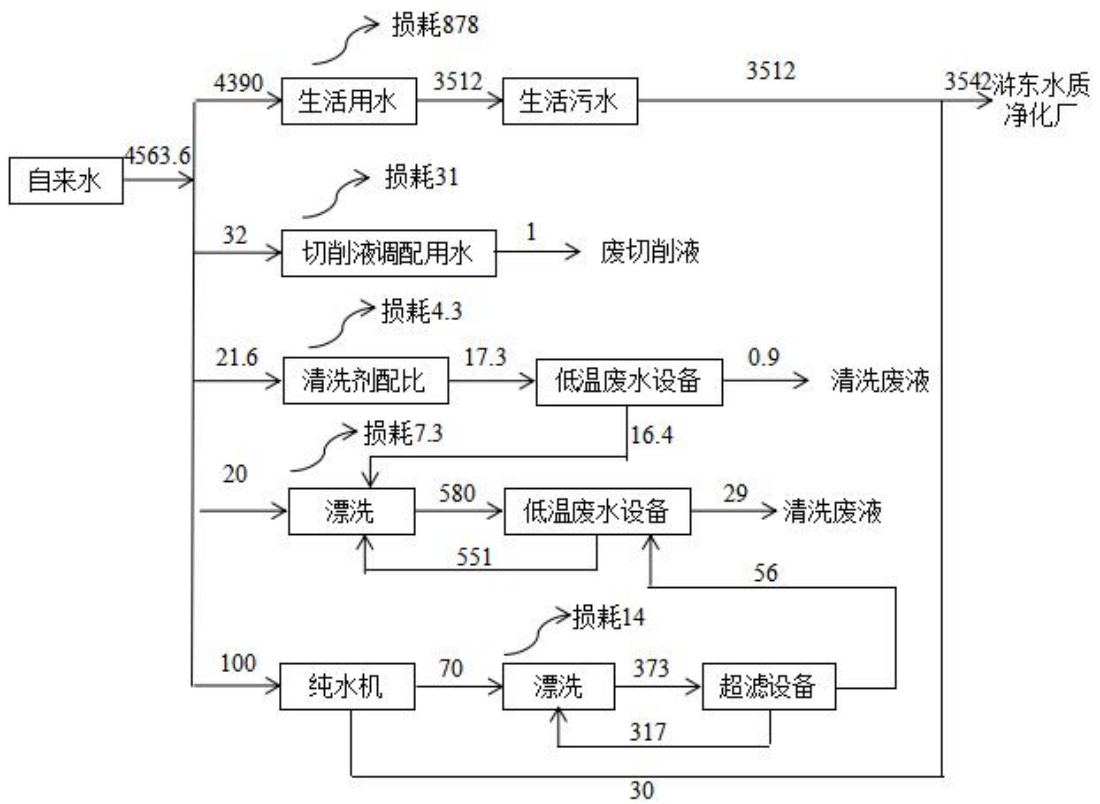 损耗878
4390
生活用水
3512
生活污水
3512
3542
浒东水质
净化厂
自来水
4563.6
损耗31
32
切削液调配用水
1
废切削液
损耗4.3
21.6
清洗剂配比
17.3
低温废水设备
0.9
清洗废液
损耗7.3
16.4
20
漂洗
580
低温废水设备
29
清洗废液
551
56
损耗14
100
纯水机
70
漂洗
373
超滤设备
317
30